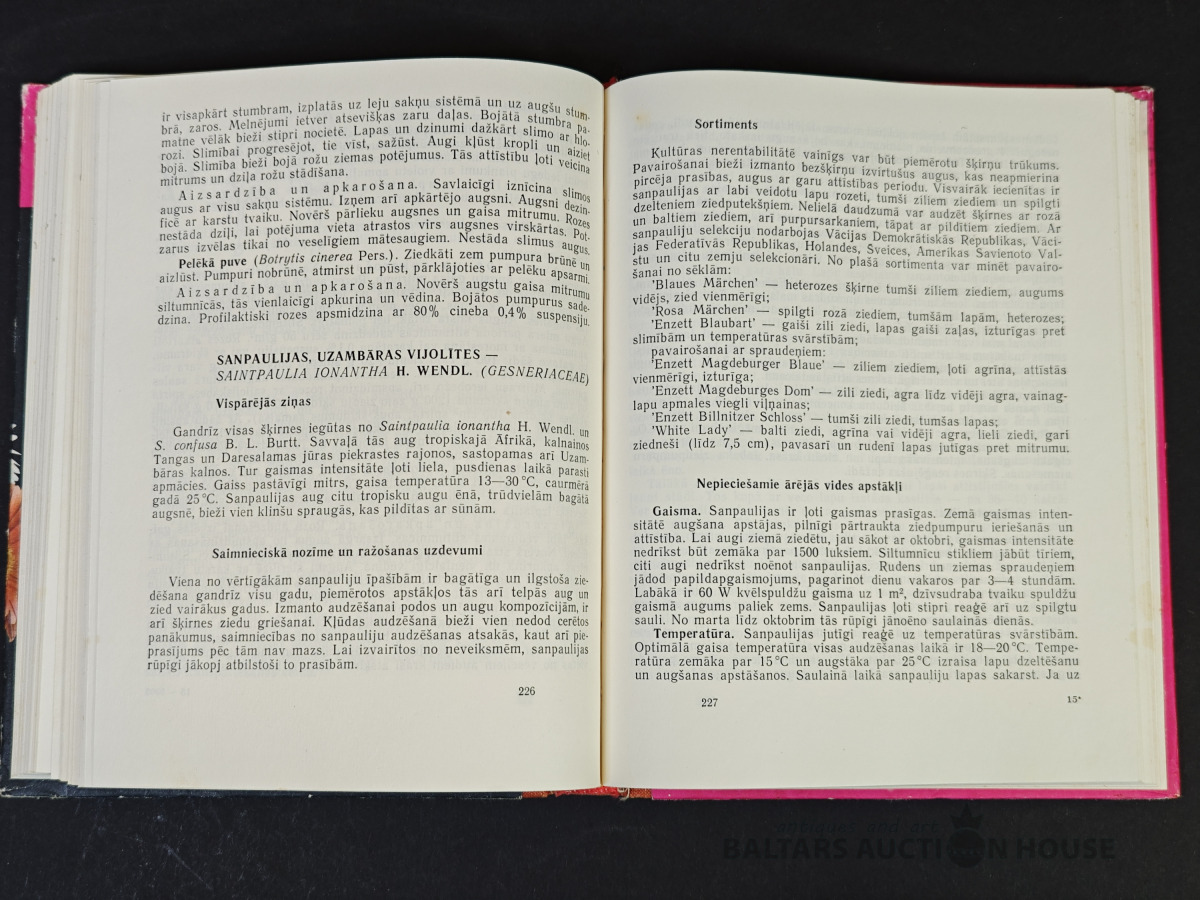 ir visapkārt stumbram, izplatās uz leju sakņu sistēmā un uz augšu stum-
brā, zaros. Melnējumi ietver atsevišķas zaru daļas. Bojātā stumbra pa-
matne vēlāk bieži stipri nocietē. Lapas un dzinumi dažkārt slimo ar hlo-
rozi. Slimībai progresējot, tie vīst, sažūst. Augi kļūst kropli un aiziet
bojā. Slimība bieži bojā rožu ziemas potējumus. Tās attīstību ļoti veicina
mitrums un dziļa rožu stādīšana.
Aizsardzība un apkarošana. Savlaicīgi iznīcina slimos
augus ar visu sakņu sistēmu. Izņem arī apkārtējo augsni. Augsni dezin-
ficē ar karstu tvaiku. Novērš pārlieku augsnes un gaisa mitrumu. Rozes
nestāda dziļi, lai potējuma vieta atrastos virs augsnes virskārtas. Pot-
zarus izvēlas tikai no veselīgiem mātesaugiem. Nestāda slimus augus.
Pelēkā puve (Botrytis cinerea Pers.). Ziedkāti zem pumpura brūnē un
aizlūst. Pumpuri nobrūnē, atmirst un pūst, pārklājoties ar pelēku apsarmi.
Aizsardzība un apkarošana. Novērš augstu gaisa mitrumu
siltumnīcās, tās vienlaicīgi apkurina un vēdina. Bojātos pumpurus sade-
dzina. Profilaktiski rozes apsmidzina ar 80% cineba 0,4% suspensiju.
SANPAULIJAS, UZAMBĀRAS VIJOLĪTES —
SAINTPAULIA IONANTHA H. WENDL. (GESNERIACEAE)
Vispārējās ziņas
Gandrīz visas šķirnes iegūtas no Saintpaulia ionantha H. Wendl. un
S. confusa B. L. Burtt. Savvaļā tās aug tropiskajā Āfrikā, kalnainos
Tangas un Daresalamas jūras piekrastes rajonos, sastopamas arī Uzam-
bāras kalnos. Tur gaismas intensitāte ļoti liela, pusdienas laikā parasti
apmācies. Gaiss pastāvīgi mitrs, gaisa temperatūra 13—30 °C, caurmērā
gadā 25 °C. Sanpaulijas aug citu tropisku augu ēnā, trūdvielām bagātā
augsnē, bieži vien klinšu spraugās, kas pildītas ar sūnām.
Saimnieciskā nozīme un ražošanas uzdevumi
Viena no vērtīgākām sanpauliju īpašībām ir bagātīga un ilgstoša zie-
dēšana gandrīz visu gadu, piemērotos apstākļos tās arī telpās aug un
zied vairākus gadus. Izmanto audzēšanai podos un augu kompozīcijām, ir
arī šķirnes ziedu griešanai. Kļūdas audzēšanā bieži vien nedod cerētos
panākumus, saimniecības no sanpauliju audzēšanas atsakās, kaut arī pie-
prasījums pēc tām nav mazs. Lai izvairītos no neveiksmēm, sanpaulijas
rūpīgi jākopj atbilstoši to prasībām.
226
Sortiments
Kultūras nerentabilitātē vainīgs var būt piemērotu šķirņu trūkums.
Pavairošanai bieži izmanto bezšķirņu izvirtušus augus, kas neapmierina
pircēja prasības, augus ar garu attīstības periodu. Visvairāk iecienītas ir
sanpaulijas ar labi veidotu lapu rozeti, tumši ziliem ziediem un spilgti
dzelteniem ziedputekšņiem. Nelielā daudzumā var audzēt šķirnes ar rozā
un baltiem ziediem, arī purpursarkaniem, tāpat ar pildītiem ziediem. Ar
sanpauliju selekciju nodarbojas Vācijas Demokrātiskās Republikas, Vāci-
jas Federatīvās Republikas, Holandes, Šveices, Amerikas Savienoto Val-
stu un citu zemju selekcionāri. No plašā sortimenta var minēt pavairo-
šanai no sēklām:
'Blaues Märchen' — heterozes šķirne tumši ziliem ziediem, augums
vidējs, zied vienmērīgi;
'Rosa Märchen' — spilgti rozā ziediem, tumšām lapām, heterozes;
'Enzett Blaubart' — gaiši zili ziedi, lapas gaiši zaļas, izturīgas pret
slimībām un temperatūras svārstībām;
pavairošanai ar spraudeņiem:
'Enzett Magdeburger Blaue' — ziliem ziediem, ļoti agrīna, attīstās
vienmērīgi, izturīga;
'Enzett Magdeburges Dom' — zili ziedi, agra līdz vidēji agra, vainag-
lapu apmales viegli viļņainas;
'Enzett Billnitzer Schloss' — tumši zili ziedi, tumšas lapas;
'White Lady' — balti ziedi, agrīna vai vidēji agra, lieli ziedi, gari
ziedneši (līdz 7,5 cm), pavasarī un rudenī lapas jutīgas pret mitrumu.
Nepieciešamie ārējās vides apstākļi
Gaisma. Sanpaulijas ir ļoti gaismas prasīgas. Zemā gaismas inten-
sitātē augšana apstājas, pilnīgi pārtraukta ziedpumpuru ieriešanās un
attīstība. Lai augi ziemā ziedētu, jau sākot ar oktobri, gaismas intensitāte
nedrīkst būt zemāka par 1500 luksiem. Siltumnīcu stikliem jābūt tīriem,
citi augi nedrīkst noēnot sanpaulijas. Rudens un ziemas spraudeņiem
jādod papildapgaismojums, pagarinot dienu vakaros par 3—4 stundām.
Labākā ir 60 W kvēlspuldžu gaisma uz 1 m², dzīvsudraba tvaiku spuldžu
gaismā augums paliek zems. Sanpaulijas ļoti stipri reaģē arī uz spilgtu
sauli. No marta līdz oktobrim tās rūpīgi jānoēno saulainās dienās.
Temperatūra. Sanpaulijas jutīgi reaģē uz temperatūras svārstībām.
Optimālā gaisa temperatūra visas audzēšanas laikā ir 18—20 °C. Tempe-
ratūra zemāka par 15 °C un augstāka par 25 °C izraisa lapu dzeltēšanu
un augšanas apstāšanos. Saulainā laikā sanpauliju lapas sakarst. Ja uz
227
15*
antiques and art
BALTARS AUCTION HOUSE